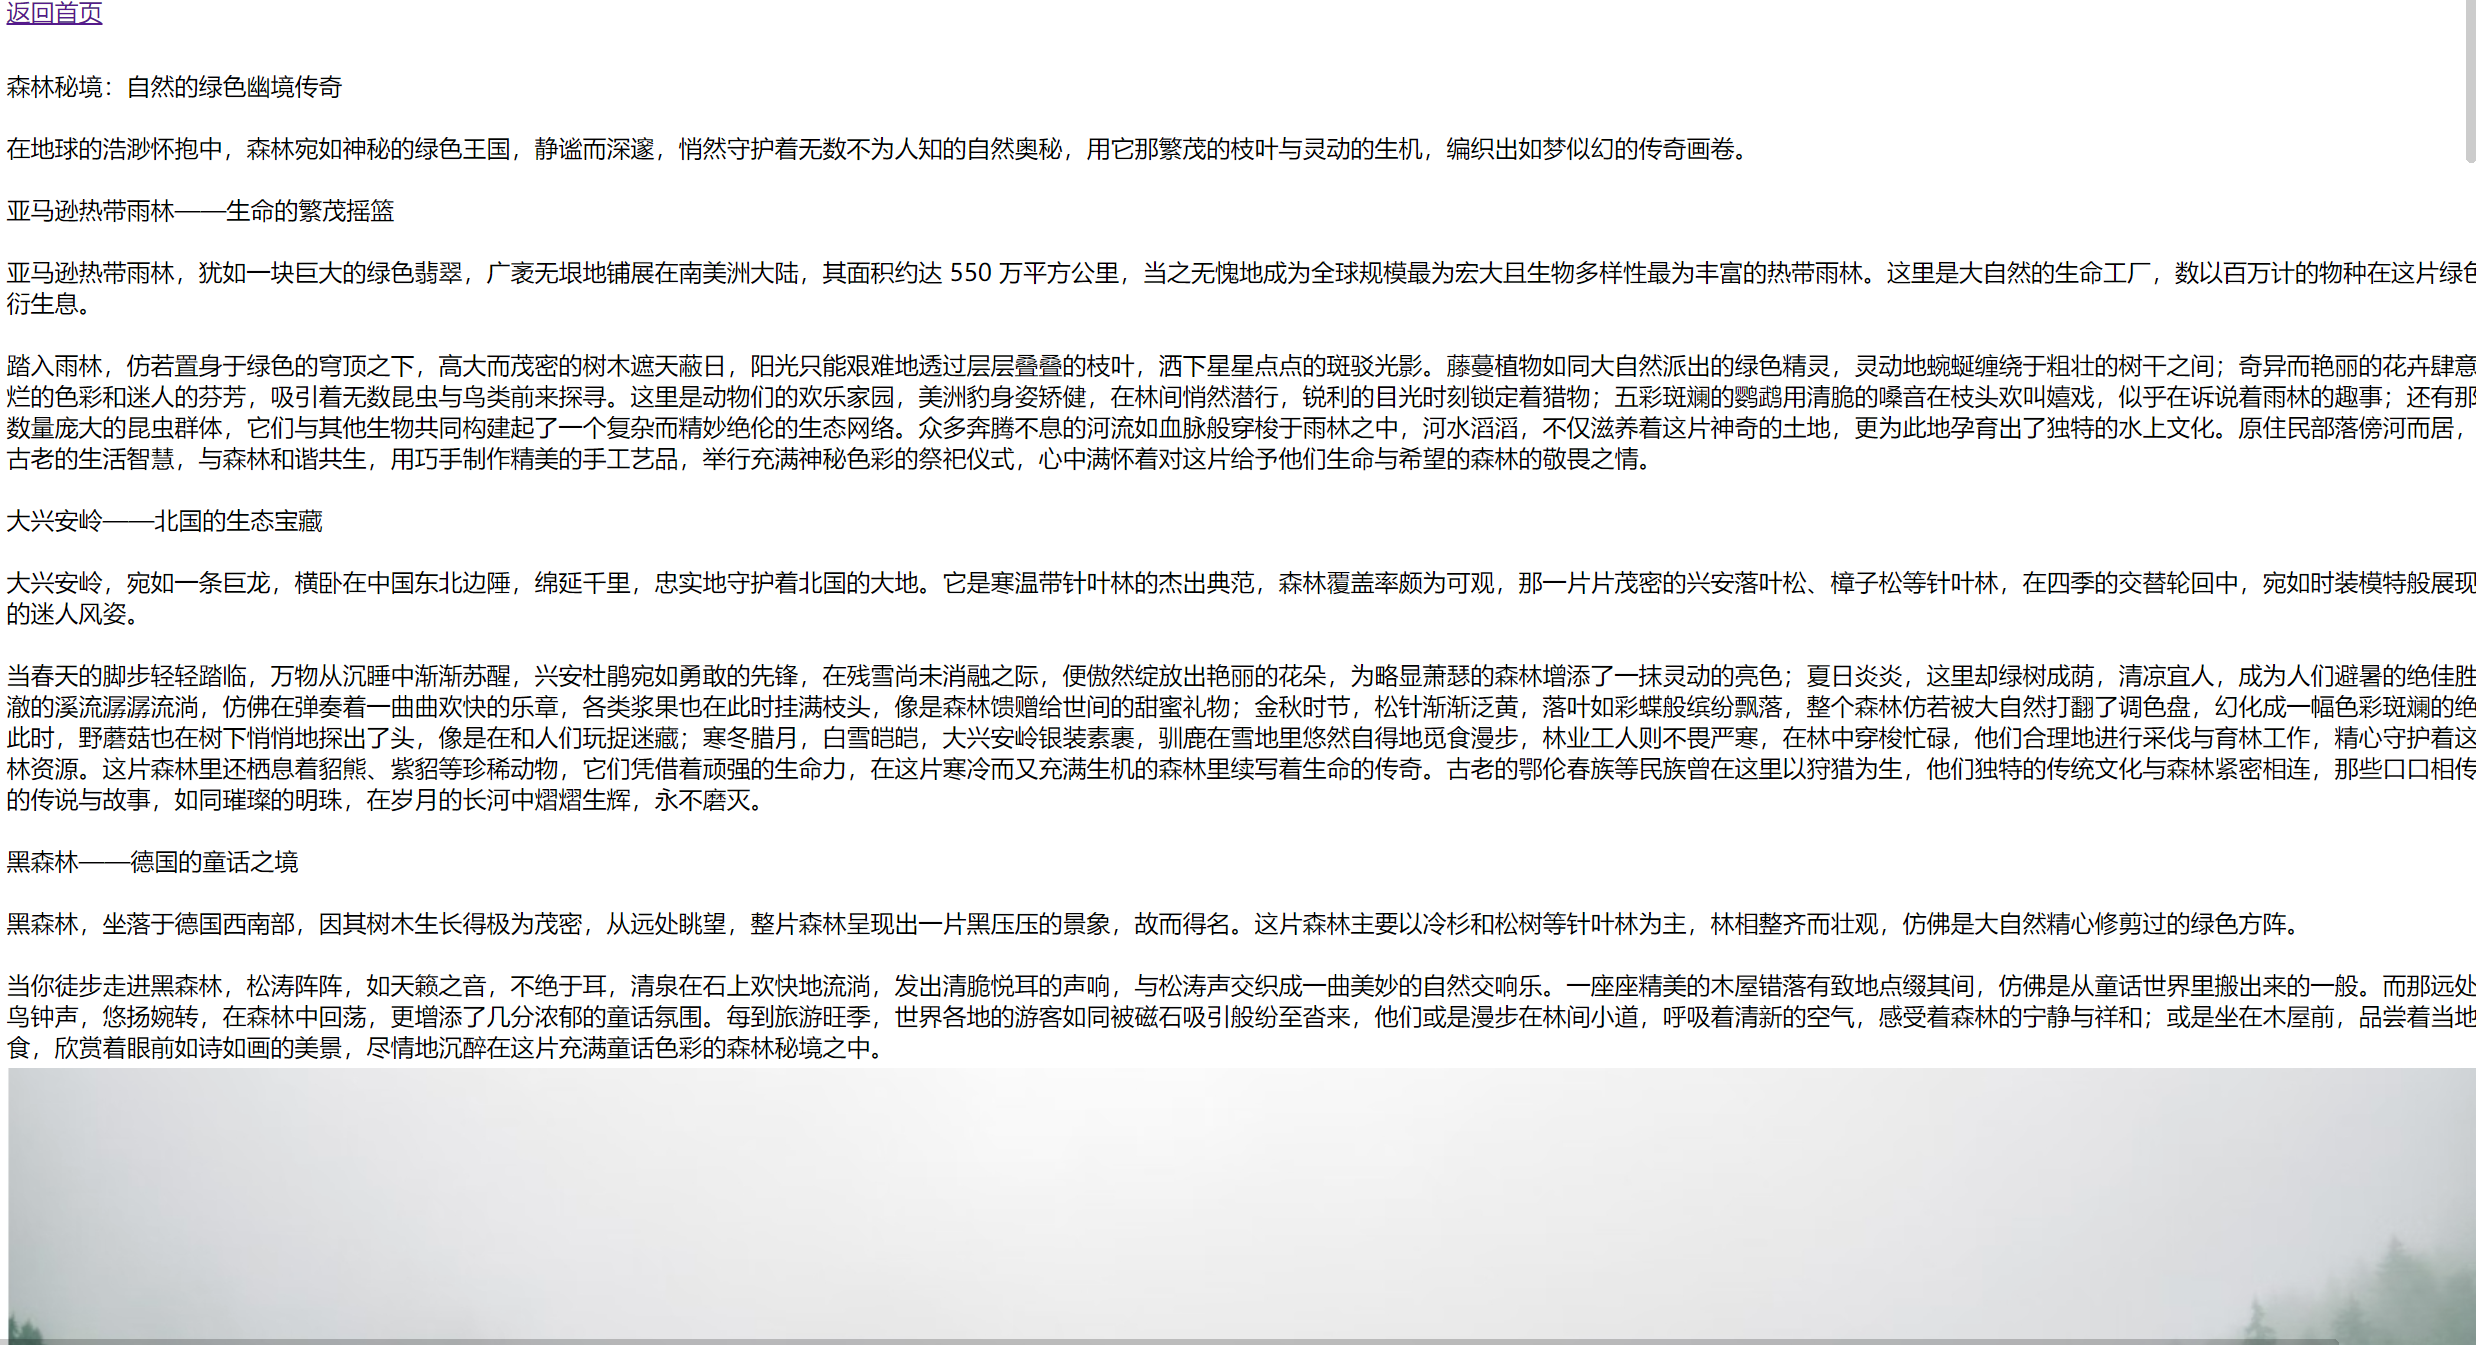 返回首页
森林秘境：自然的绿色幽境传奇
在地球的浩渺怀抱中，森林宛如神秘的绿色王国，静谧而深邃，悄然守护着无数不为人知的自然奥秘，用它那繁茂的枝叶与灵动的生机，编织出如梦似幻的传奇画卷。
亚马逊热带雨林——生命的繁茂摇篮
亚马逊热带雨林，犹如一块巨大的绿色翡翠，广袤无垠地铺展在南美洲大陆，其面积约达 550 万平方公里，当之无愧地成为全球规模最为宏大且生物多样性最为丰富的热带雨林。这里是大自然的生命工厂，数以百万计的物种在这片绿色
衍生息。
踏入雨林，仿若置身于绿色的穹顶之下，高大而茂密的树木遮天蔽日，阳光只能艰难地透过层层叠叠的枝叶，洒下星星点点的斑驳光影。藤蔓植物如同大自然派出的绿色精灵，灵动地蜿蜒缠绕于粗壮的树干之间；奇异而艳丽的花卉肆意
烂的色彩和迷人的芬芳，吸引着无数昆虫与鸟类前来探寻。这里是动物们的欢乐家园，美洲豹身姿矫健，在林间悄然潜行，锐利的目光时刻锁定着猎物；五彩斑斓的鹦鹉用清脆的嗓音在枝头欢叫嬉戏，似乎在诉说着雨林的趣事；还有那
数量庞大的昆虫群体，它们与其他生物共同构建起了一个复杂而精妙绝伦的生态网络。众多奔腾不息的河流如血脉般穿梭于雨林之中，河水滔滔，不仅滋养着这片神奇的土地，更为此地孕育出了独特的水上文化。原住民部落傍河而居，
古老的生活智慧，与森林和谐共生，用巧手制作精美的手工艺品，举行充满神秘色彩的祭祀仪式，心中满怀着对这片给予他们生命与希望的森林的敬畏之情。
大兴安岭——北国的生态宝藏
大兴安岭，宛如一条巨龙，横卧在中国东北边陲，绵延千里，忠实地守护着北国的大地。它是寒温带针叶林的杰出典范，森林覆盖率颇为可观，那一片片茂密的兴安落叶松、樟子松等针叶林，在四季的交替轮回中，宛如时装模特般展现
的迷人风姿。
当春天的脚步轻轻踏临，万物从沉睡中渐渐苏醒，兴安杜鹃宛如勇敢的先锋，在残雪尚未消融之际，便傲然绽放出艳丽的花朵，为略显萧瑟的森林增添了一抹灵动的亮色；夏日炎炎，这里却绿树成荫，清凉宜人，成为人们避暑的绝佳胜
澈的溪流潺潺流淌，仿佛在弹奏着一曲曲欢快的乐章，各类浆果也在此时挂满枝头，像是森林馈赠给世间的甜蜜礼物；金秋时节，松针渐渐泛黄，落叶如彩蝶般缤纷飘落，整个森林仿若被大自然打翻了调色盘，幻化成一幅色彩斑斓的绝
此时，野蘑菇也在树下悄悄地探出了头，像是在和人们玩捉迷藏；寒冬腊月，白雪皑皑，大兴安岭银装素裹，驯鹿在雪地里悠然自得地觅食漫步，林业工人则不畏严寒，在林中穿梭忙碌，他们合理地进行采伐与育林工作，精心守护着这
林资源。这片森林里还栖息着貂熊、紫貂等珍稀动物，它们凭借着顽强的生命力，在这片寒冷而又充满生机的森林里续写着生命的传奇。古老的鄂伦春族等民族曾在这里以狩猎为生，他们独特的传统文化与森林紧密相连，那些口口相传
的传说与故事，如同璀璨的明珠，在岁月的长河中熠熠生辉，永不磨灭。
黑森林——德国的童话之境
黑森林，坐落于德国西南部，因其树木生长得极为茂密，从远处眺望，整片森林呈现出一片黑压压的景象，故而得名。这片森林主要以冷杉和松树等针叶林为主，林相整齐而壮观，仿佛是大自然精心修剪过的绿色方阵。
当你徒步走进黑森林，松涛阵阵，如天籁之音，不绝于耳，清泉在石上欢快地流淌，发出清脆悦耳的声响，与松涛声交织成一曲美妙的自然交响乐。一座座精美的木屋错落有致地点缀其间，仿佛是从童话世界里搬出来的一般。而那远处
鸟钟声，悠扬婉转，在森林中回荡，更增添了几分浓郁的童话氛围。每到旅游旺季，世界各地的游客如同被磁石吸引般纷至沓来，他们或是漫步在林间小道，呼吸着清新的空气，感受着森林的宁静与祥和；或是坐在木屋前，品尝着当地
食，欣赏着眼前如诗如画的美景，尽情地沉醉在这片充满童话色彩的森林秘境之中。